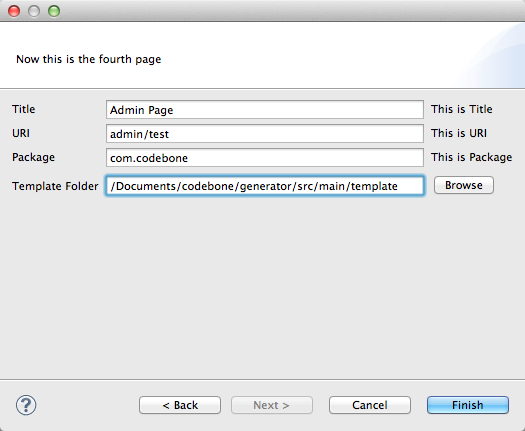 Now this is the fourth page
Title Admin Page This is Title
URI admin/test This is URI
Package com.codebone This is Package
Template Folder /Documents/codebone/generator/src/main/template Browse
? < Back Next > Cancel Finish